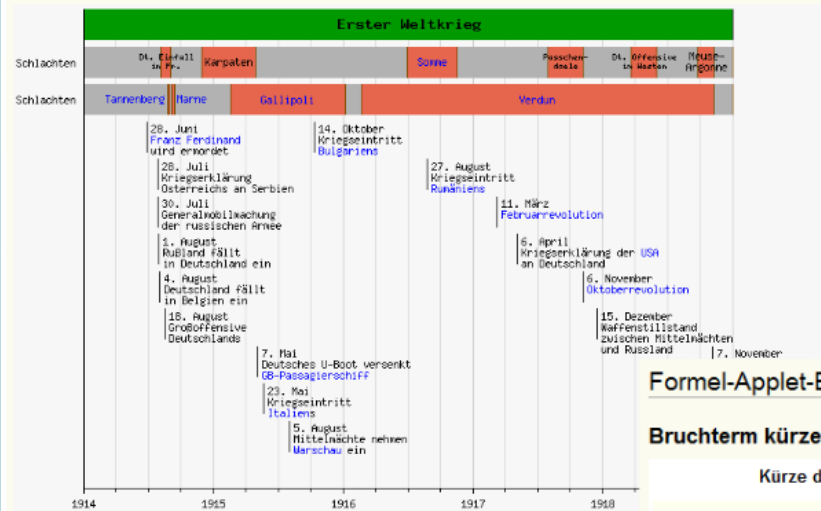 Erster Weltkrieg
Schlachten
Dt. Einfall
in Fr.
Karpaten
Somme
Passchen-
daele
Dt. Offensive
im Westen
Meuse-
Argonne
Schlachten
Tannenberg
Marne
Gallipoli
Verdun
28. Juni
Franz Ferdinand
wird ermordet
14. Oktober
Kriegseintritt
Bulgariens
28. Juli
Kriegserklärung
Österreichs an Serbien
27. August
Kriegseintritt
Rumäniens
30. Juli
Generalmobilmachung
der russischen Armee
11. März
Februarrevolution
1. August
Rußland fällt
in Deutschland ein
6. April
Kriegserklärung der USA
an Deutschland
4. August
Deutschland fällt
in Belgien ein
6. November
Oktoberrevolution
18. August
Großoffensive
Deutschlands
15. Dezember
Waffenstillstand
zwischen Mittelmächten
und Russland
7. Mai
Deutsches U-Boot versenkt
GB-Passagierschiff
7. November
23. Mai
Kriegseintritt
Italiens
5. August
Mittelmächte nehmen
Warschau ein
1914
1915
1916
1917
1918
Formel-Applet-
Bruchterm kürze
Kürze d